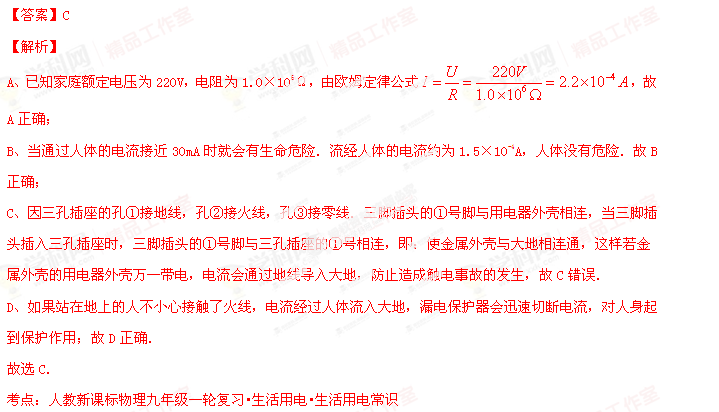 【答案】C
【解析】
A、已知家庭额定电压为220V，电阻为1.0×10⁶Ω，由欧姆定律公式 I = U/R = 220V/1.0×10⁶Ω = 2.2×10⁻⁴A，故
A正确；
B、当通过人体的电流接近30mA时就会有生命危险．流经人体的电流约为1.5×10⁻⁴A，人体没有危险．故B
正确；
C、因三孔插座的孔①接地线，孔②接火线，孔③接零线．三脚插头的①号脚与用电器外壳相连，当三脚插
头插入三孔插座时，三脚插头的①号脚与三孔插座的①号相连，即：使金属外壳与大地相连通，这样若金
属外壳的用电器外壳万一带电，电流会通过地线导入大地，防止造成触电事故的发生，故C错误．
D、如果站在地上的人不小心接触了火线，电流经过人体流入大地，漏电保护器会迅速切断电流，对人身起
到保护作用；故D正确．
故选C．
考点：人教新课标物理九年级一轮复习•生活用电•生活用电常识